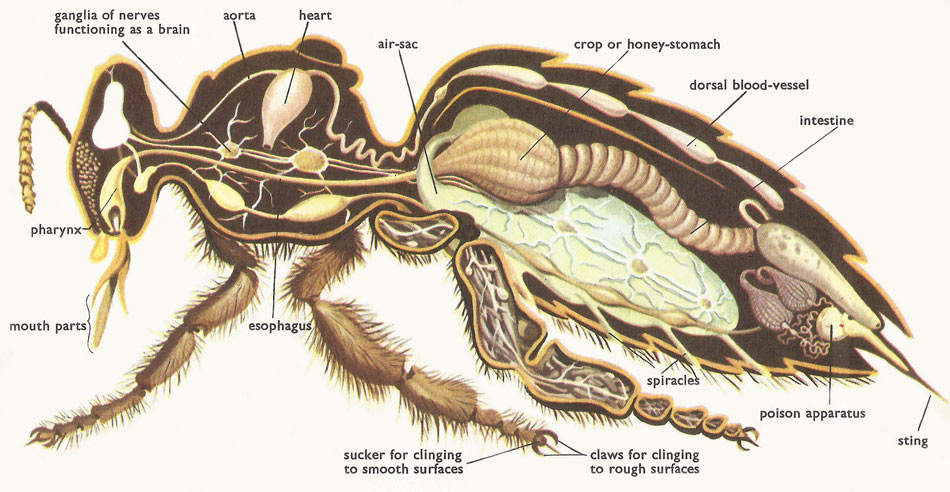 ganglia of nerves
functioning as a brain
aorta
heart
air-sac
crop or honey-stomach
dorsal blood-vessel
intestine
pharynx
mouth parts
esophagus
spiracles
poison apparatus
sting
sucker for clinging
to smooth surfaces
claws for clinging
to rough surfaces